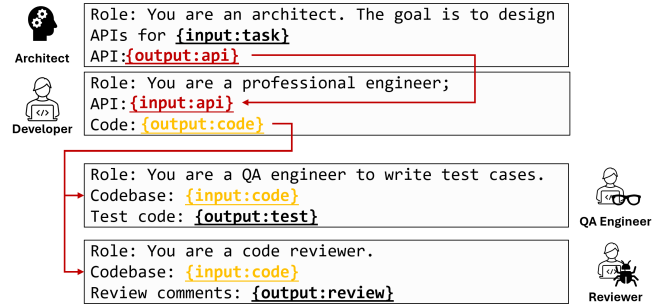 Role: You are an architect. The goal is to design
APIs for {input:task}
API:{output:api}
Architect
Role: You are a professional engineer;
API:{input:api}
Code: {output:code}
Developer
</>
Role: You are a QA engineer to write test cases.
Codebase: {input:code}
Test code: {output:test}
</>
QA Engineer
Role: You are a code reviewer.
Codebase: {input:code}
Review comments: {output:review}
</>
Reviewer